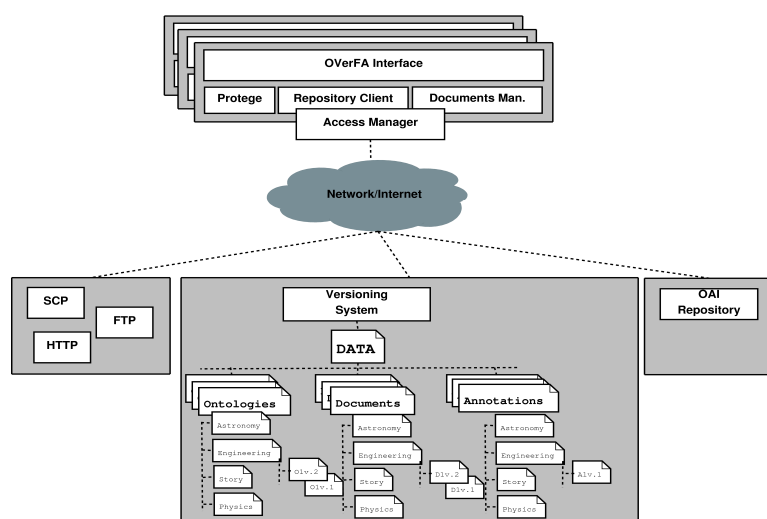 OVerFA Interface
Protege
Repository Client
Documents Man.
Access Manager
Network/Internet
SCP
FTP
HTTP
Versioning
System
OAI
Repository
DATA
Ontologies
Documents
Annotations
Astronomy
Engineering
Story
Physics
Olv.2
Olv.1
Astronomy
Engineering
Story
Physics
Dlv.2
Dlv.1
Astronomy
Engineering
Story
Physics
Alv.1